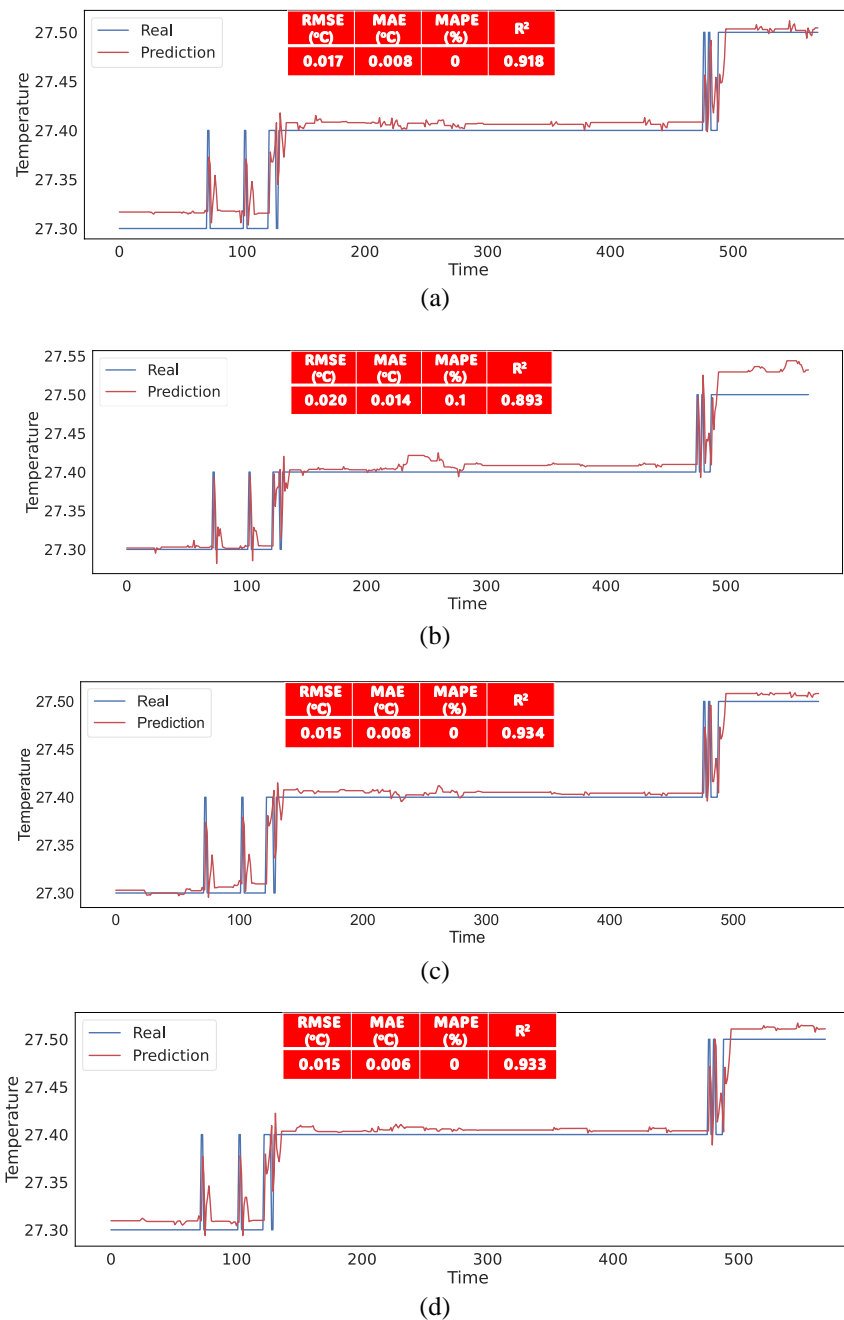 Real
Prediction
RMSE (ºC) MAE (ºC) MAPE (%) R²
0.017 0.008 0 0.918
27.50
27.45
27.40
27.35
27.30
Temperature
0 100 200 300 400 500
Time
(a)
Real
Prediction
RMSE (ºC) MAE (ºC) MAPE (%) R²
0.020 0.014 0.1 0.893
27.55
27.50
27.45
27.40
27.35
27.30
Temperature
0 100 200 300 400 500
Time
(b)
Real
Prediction
RMSE (ºC) MAE (ºC) MAPE (%) R²
0.015 0.008 0 0.934
27.50
27.45
27.40
27.35
27.30
Temperature
0 100 200 300 400 500
Time
(c)
Real
Prediction
RMSE (ºC) MAE (ºC) MAPE (%) R²
0.015 0.006 0 0.933
27.50
27.45
27.40
27.35
27.30
Temperature
0 100 200 300 400 500
Time
(d)